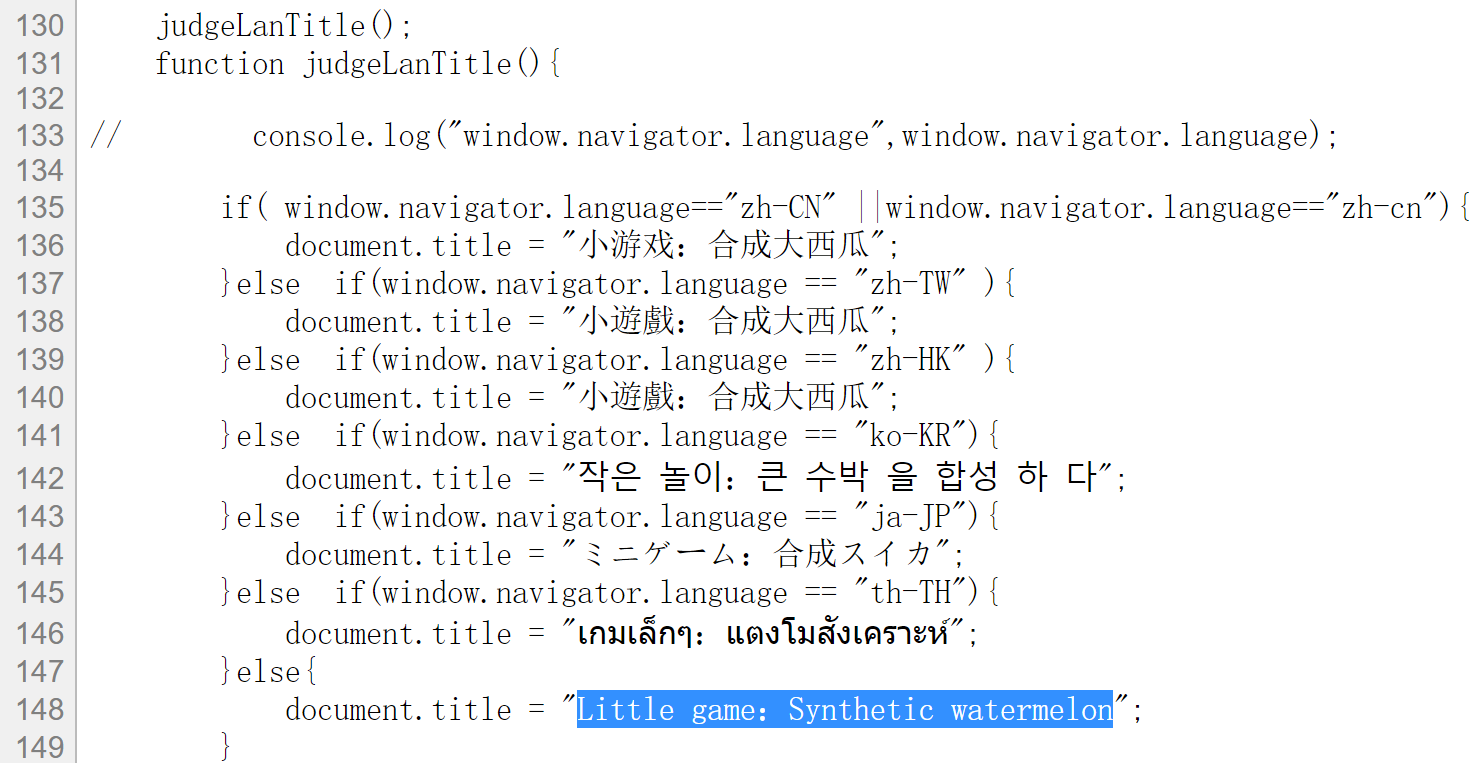 130 judgeLanTitle();
131 function judgeLanTitle(){
132
133 // console.log("window.navigator.language",window.navigator.language);
134
135 if( window.navigator.language=="zh-CN" ||window.navigator.language=="zh-cn"){
136 document.title = "小游戏：合成大西瓜";
137 }else  if(window.navigator.language == "zh-TW" ){
138 document.title = "小遊戲：合成大西瓜";
139 }else  if(window.navigator.language == "zh-HK" ){
140 document.title = "小遊戲：合成大西瓜";
141 }else  if(window.navigator.language == "ko-KR"){
142 document.title = "작은 놀이：큰 수박 을 합성 하 다";
143 }else  if(window.navigator.language == "ja-JP"){
144 document.title = "ミニゲーム：合成スイカ";
145 }else  if(window.navigator.language == "th-TH"){
146 document.title = "เกมเล็กๆ：แตงโมสังเคราะห์";
147 }else{
148 document.title = "Little game：Synthetic watermelon";
149 }